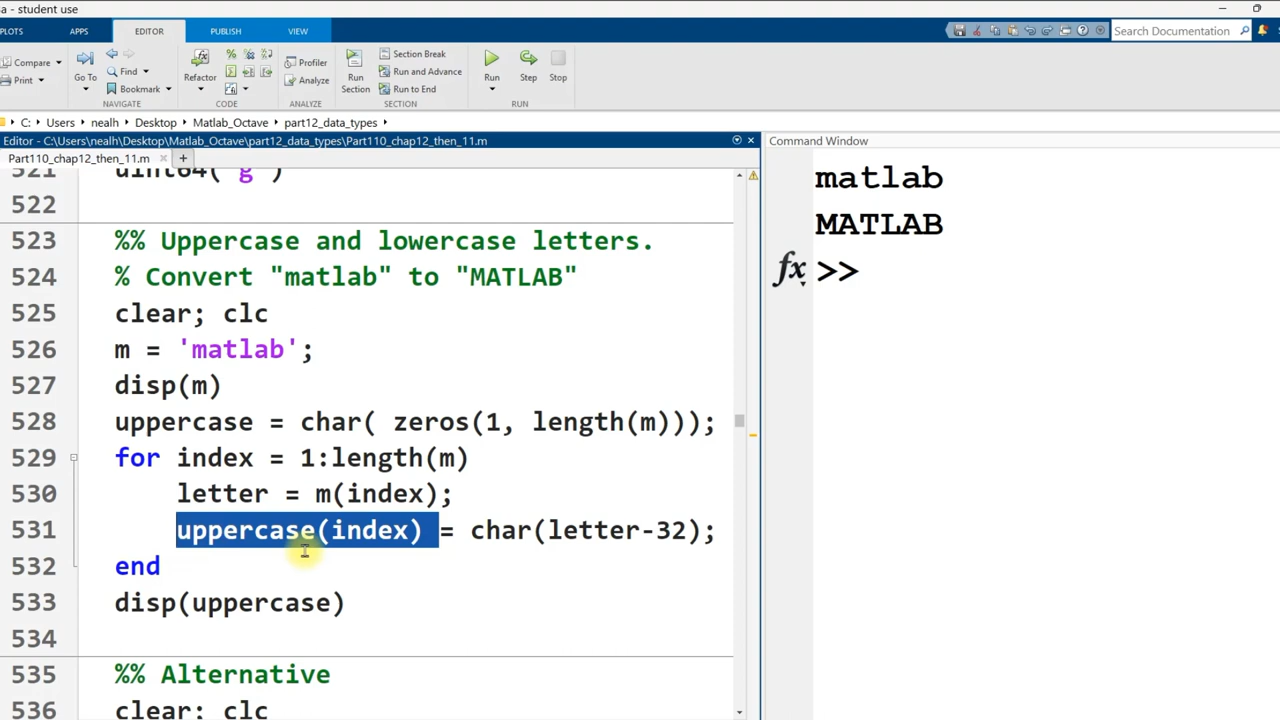 a - student use
PLOTS APPS EDITOR PUBLISH VIEW
Search Documentation
Compare Go To Find Refactor Profiler Run Section Section Break Run Step Stop
Print Bookmark Analyze Run and Advance
Run to End
NAVIGATE CODE ANALYZE SECTION RUN
C: Users nealh Desktop Matlab_Octave part12_data_types
Editor - C:\Users\nealh\Desktop\Matlab_Octave\part12_data_types\Part110_chap12_then_11.m
Part110_chap12_then_11.m +
521 uint64('g')
522
523 %% Uppercase and lowercase letters.
524 % Convert "matlab" to "MATLAB"
525 clear; clc
526 m = 'matlab';
527 disp(m)
528 uppercase = char( zeros(1, length(m)));
529 for index = 1:length(m)
530 letter = m(index);
531 uppercase(index) = char(letter-32);
532 end
533 disp(uppercase)
534
535 %% Alternative
536 clear; clc
Command Window
matlab
MATLAB
fx >>